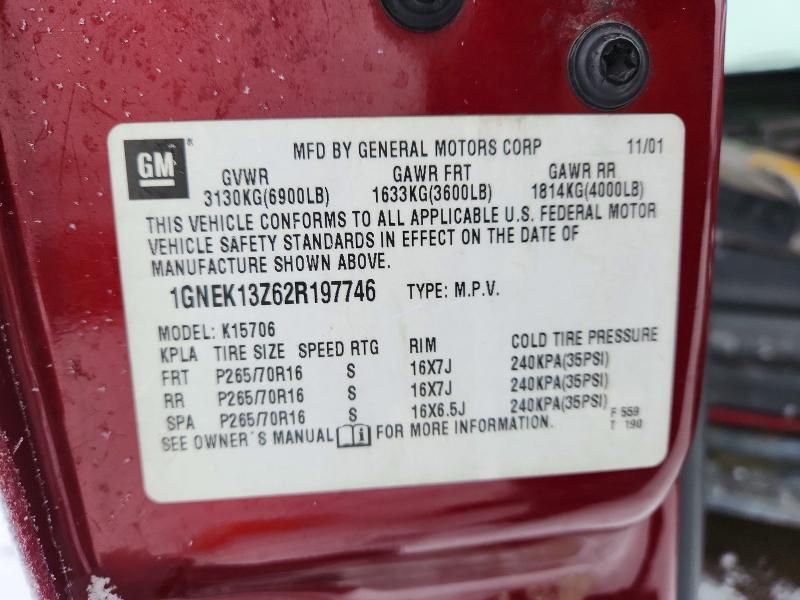 GM ® MFD BY GENERAL MOTORS CORP 11/01
GVWR GAWR FRT GAWR RR
3130KG(6900LB) 1633KG(3600LB) 1814KG(4000LB)
THIS VEHICLE CONFORMS TO ALL APPLICABLE U.S. FEDERAL MOTOR
VEHICLE SAFETY STANDARDS IN EFFECT ON THE DATE OF
MANUFACTURE SHOWN ABOVE.
1GNEK13Z62R197746 TYPE: M.P.V.
MODEL: K15706
KPLA TIRE SIZE SPEED RTG RIM COLD TIRE PRESSURE
FRT P265/70R16 S 16X7J 240KPA(35PSI)
RR P265/70R16 S 16X7J 240KPA(35PSI)
SPA P265/70R16 S 16X6.5J 240KPA(35PSI)
SEE OWNER´S MANUAL i FOR MORE INFORMATION.
F 559
T 190